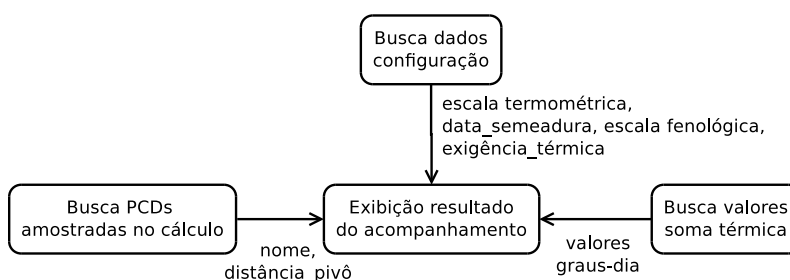 Busca dados
configuração
escala termométrica,
data_semeadura, escala fenológica,
exigência_térmica
Busca PCDs
amostradas no cálculo
Exibição resultado
do acompanhamento
Busca valores
soma térmica
nome,
distância_pivô
valores
graus-dia